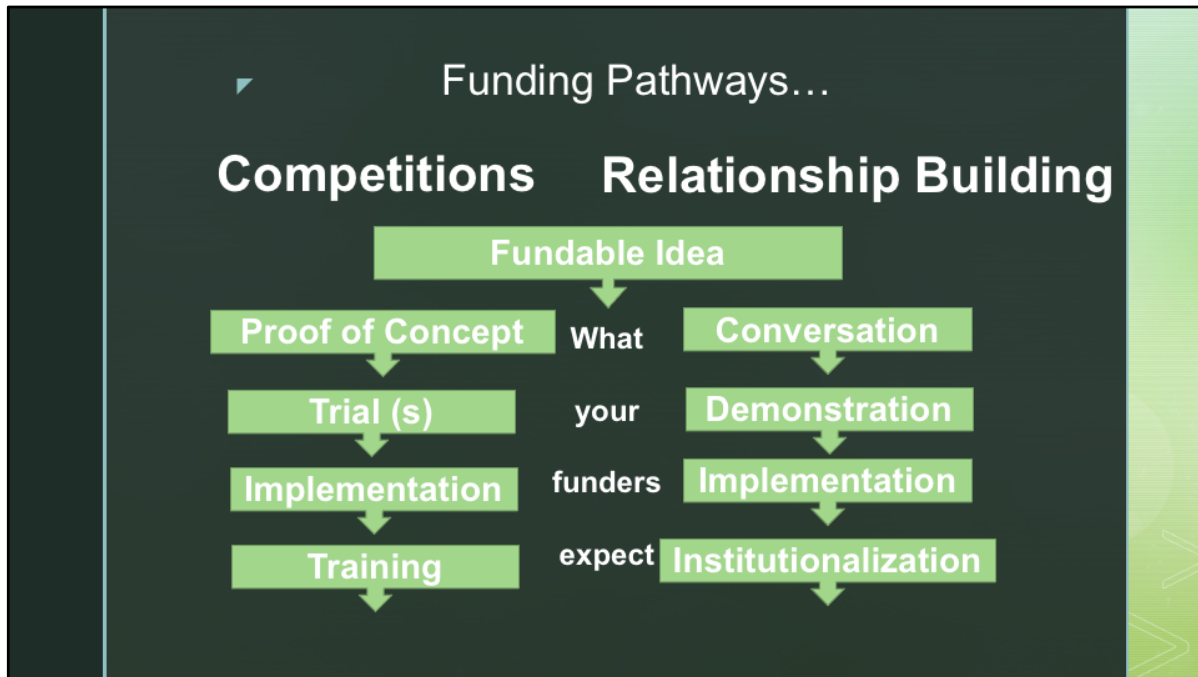 Funding Pathways…
Competitions
Relationship Building
Fundable Idea
Proof of Concept
What
Conversation
Trial (s)
your
Demonstration
Implementation
funders
Implementation
Training
expect
Institutionalization